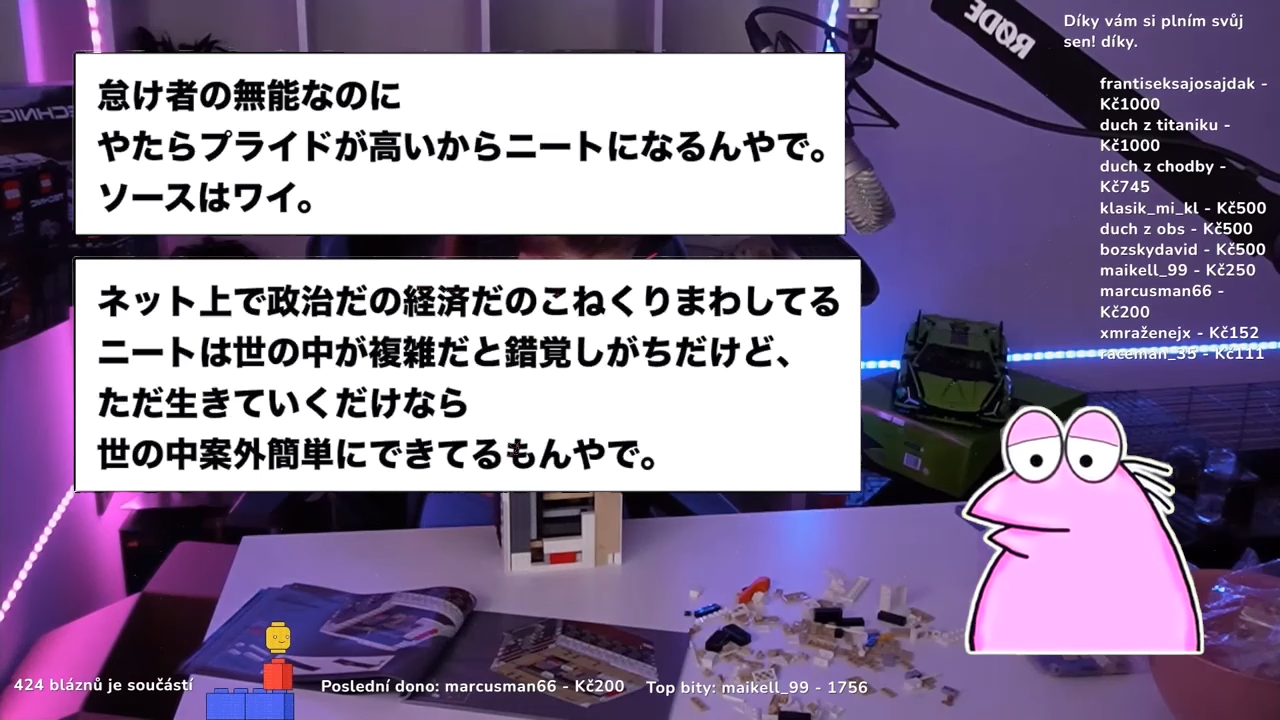 怠け者の無能なのに
やたらプライドが高いからニートになるんやで。
ソースはワイ。
ネット上で政治だの経済だのこねくりまわしてる
ニートは世の中が複雑だと錯覚しがちだけど、
ただ生きていくだけなら
世の中案外簡単にできてるもんやで。
RØDE
TECHNIC
Díky vám si plním svůj
sen! díky.
frantiseksajosajdak -
Kč1000
duch z titaniku -
Kč1000
duch z chodby -
Kč745
klasik_mi_kl - Kč500
duch z obs - Kč500
bozskydavid - Kč500
maikell_99 - Kč250
marcusman66 -
Kč200
xmraženejx - Kč152
raceman_35 - Kč111
424 bláznů je součástí
Poslední dono: marcusman66 - Kč200
Top bity: maikell_99 - 1756